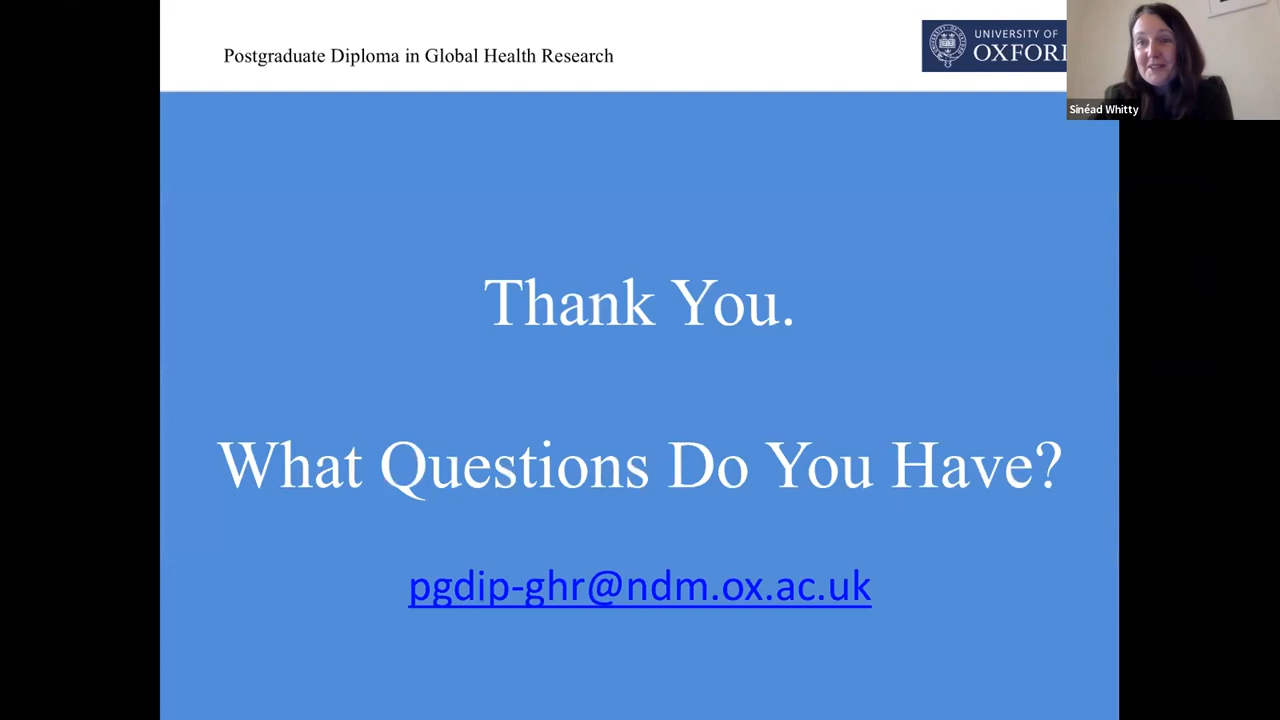 Postgraduate Diploma in Global Health Research
UNIVERSITY OF
OXFORD
Sinéad Whitty
Thank You.
What Questions Do You Have?
pgdip-ghr@ndm.ox.ac.uk